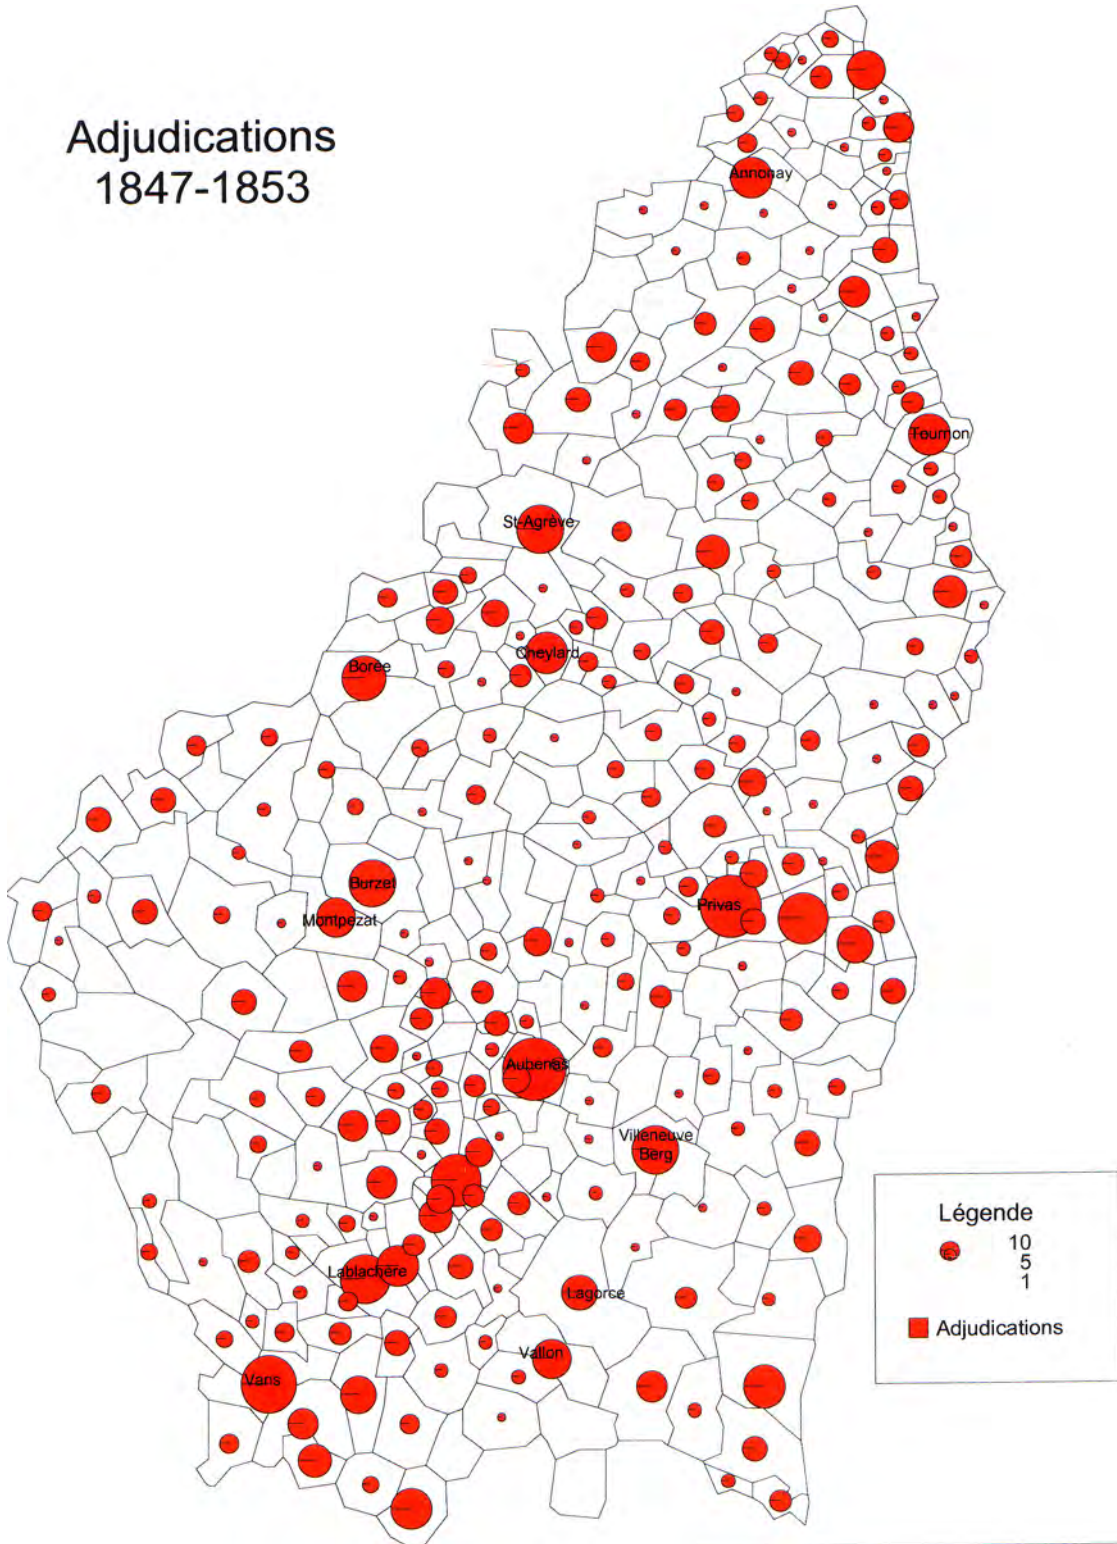 Adjudications
1847-1853
Annonay
Tournon
St-Agrève
Cheylard
Borée
Burzet
Montpezat
Privas
Aubenas
Villeneuve
Berg
Lablachère
Lagorce
Vallon
Vans
Légende
10
5
1
Adjudications